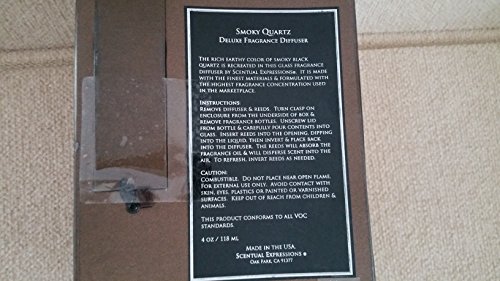 Smoky Quartz
Deluxe Fragrance Diffuser
The rich earthy color of smoky black
quartz is recreated in this glass fragrance
diffuser by Scentual Expressions®. It is made
with the finest materials & formulated with
the highest fragrance concentration used in
the marketplace.
Instructions:
Remove diffuser & reeds. Turn clasp on
enclosure from the underside of box &
remove fragrance bottles. Unscrew lid
from bottle & carefully pour contents into
glass. Insert reeds into the opening, dipping
into the liquid, then invert & place back
into the diffuser. The reeds will absorb the
fragrance oil & will disperse scent into the
air. To refresh, invert reeds as needed.
Caution:
Combustible. Do not place near open flame.
For external use only. Avoid contact with
skin, eyes, plastics or painted or varnished
surfaces. Keep out of reach from children &
animals.
This product conforms to all VOC
standards.
4 oz / 118 ml
Made in the USA.
Scentual Expressions ®
Oak Park, CA 91377